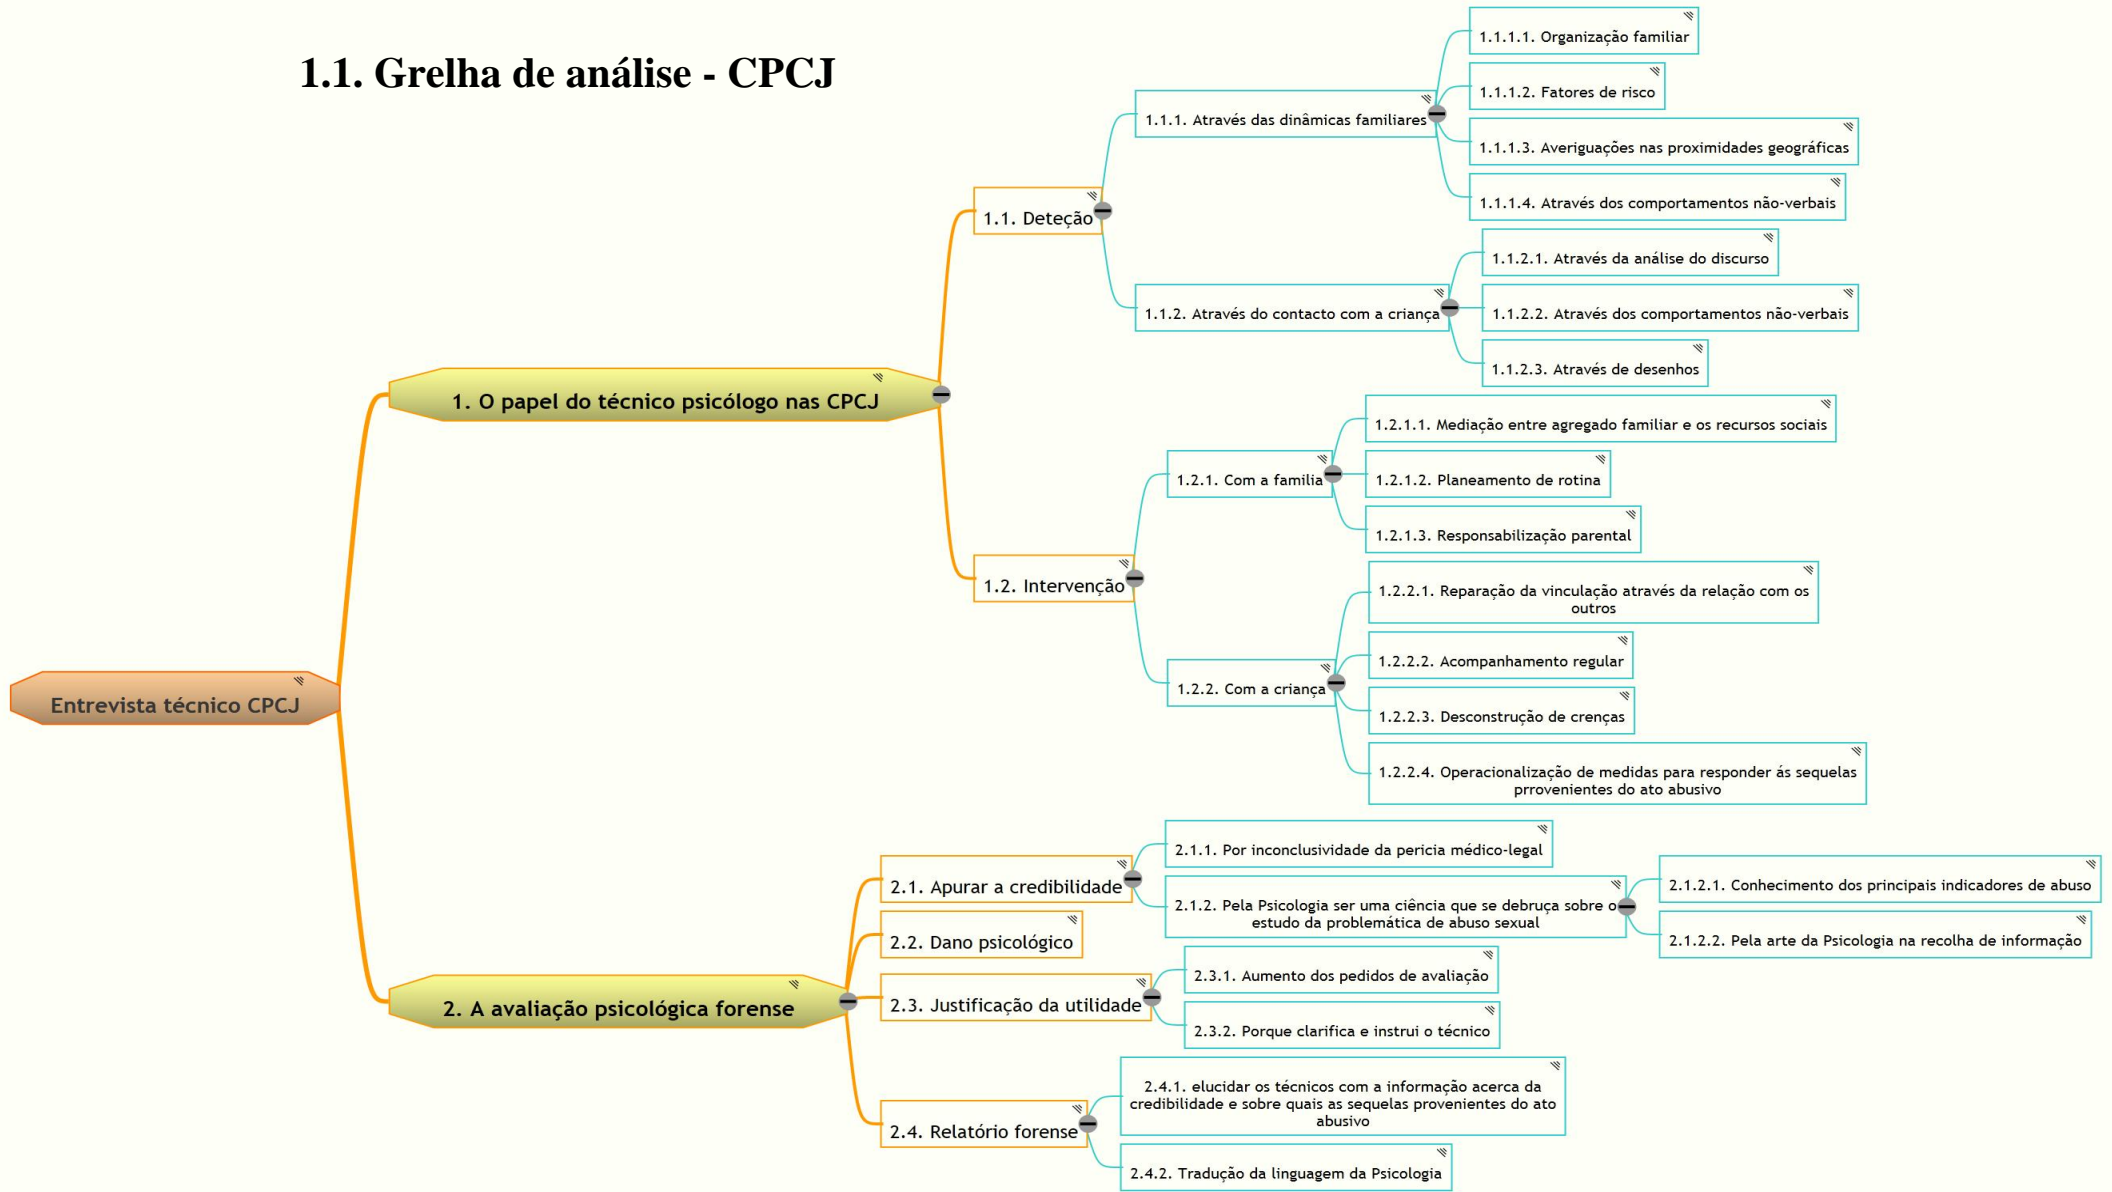 1.1. Grelha de análise - CPCJ
Entrevista técnico CPCJ
1. O papel do técnico psicólogo nas CPCJ
1.1. Deteção
1.1.1. Através das dinâmicas familiares
1.1.1.1. Organização familiar
1.1.1.2. Fatores de risco
1.1.1.3. Averiguações nas proximidades geográficas
1.1.1.4. Através dos comportamentos não-verbais
1.1.2. Através do contacto com a criança
1.1.2.1. Através da análise do discurso
1.1.2.2. Através dos comportamentos não-verbais
1.1.2.3. Através de desenhos
1.2. Intervenção
1.2.1. Com a familia
1.2.1.1. Mediação entre agregado familiar e os recursos sociais
1.2.1.2. Planeamento de rotina
1.2.1.3. Responsabilização parental
1.2.2. Com a criança
1.2.2.1. Reparação da vinculação através da relação com os
outros
1.2.2.2. Acompanhamento regular
1.2.2.3. Desconstrução de crenças
1.2.2.4. Operacionalização de medidas para responder ás sequelas
prrovenientes do ato abusivo
2. A avaliação psicológica forense
2.1. Apurar a credibilidade
2.1.1. Por inconclusividade da pericia médico-legal
2.1.2. Pela Psicologia ser uma ciência que se debruça sobre o
estudo da problemática de abuso sexual
2.1.2.1. Conhecimento dos principais indicadores de abuso
2.1.2.2. Pela arte da Psicologia na recolha de informação
2.2. Dano psicológico
2.3. Justificação da utilidade
2.3.1. Aumento dos pedidos de avaliação
2.3.2. Porque clarifica e instrui o técnico
2.4. Relatório forense
2.4.1. elucidar os técnicos com a informação acerca da
credibilidade e sobre quais as sequelas provenientes do ato
abusivo
2.4.2. Tradução da linguagem da Psicologia